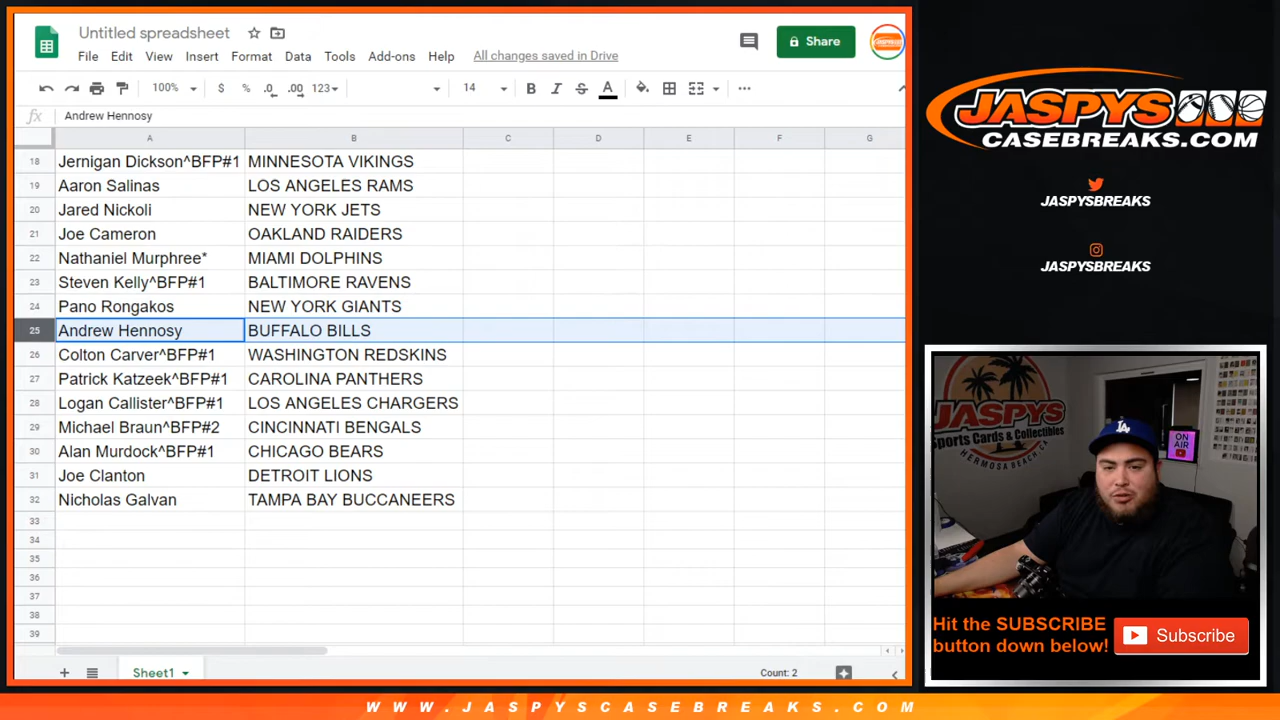 Untitled spreadsheet
File Edit View Insert Format Data Tools Add-ons Help All changes saved in Drive
Share
100% $ % .0 .00 123 14 B I S A
fx Andrew Hennosy
A B C D E F G
18 Jernigan Dickson^BFP#1 MINNESOTA VIKINGS
19 Aaron Salinas LOS ANGELES RAMS
20 Jared Nickoli NEW YORK JETS
21 Joe Cameron OAKLAND RAIDERS
22 Nathaniel Murphree* MIAMI DOLPHINS
23 Steven Kelly^BFP#1 BALTIMORE RAVENS
24 Pano Rongakos NEW YORK GIANTS
25 Andrew Hennosy BUFFALO BILLS
26 Colton Carver^BFP#1 WASHINGTON REDSKINS
27 Patrick Katzeek^BFP#1 CAROLINA PANTHERS
28 Logan Callister^BFP#1 LOS ANGELES CHARGERS
29 Michael Braun^BFP#2 CINCINNATI BENGALS
30 Alan Murdock^BFP#1 CHICAGO BEARS
31 Joe Clanton DETROIT LIONS
32 Nicholas Galvan TAMPA BAY BUCCANEERS
33
34
35
36
37
38
39
Sheet1
Count: 2
JASPYS
CASEBREAKS.COM
JASPYSBREAKS
JASPYSBREAKS
JASPYS
Sports Cards & Collectibles
HERMOSA BEACH CA
ON
AIR
LA
Hit the SUBSCRIBE
button down below!
Subscribe
WWW.JASPYSCASEBREAKS.COM